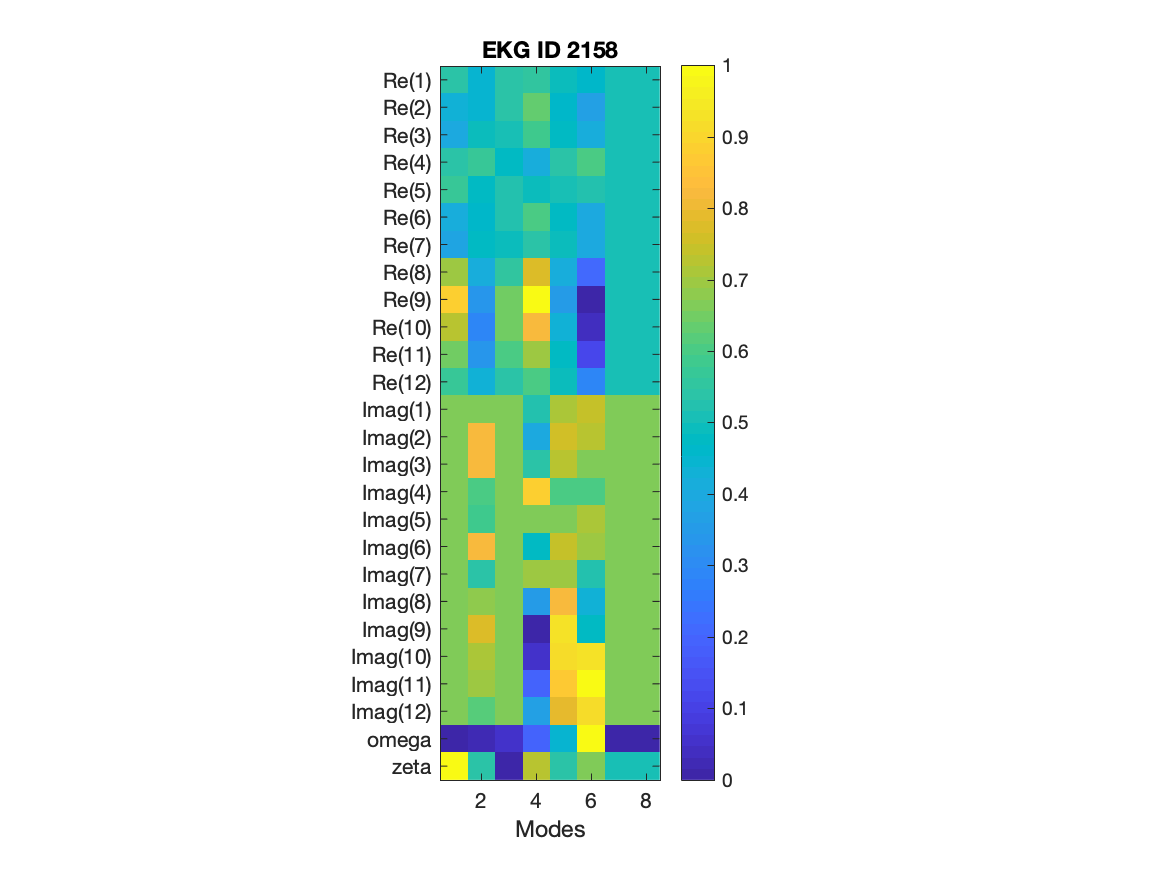 EKG ID 2158
Re(1)
Re(2)
Re(3)
Re(4)
Re(5)
Re(6)
Re(7)
Re(8)
Re(9)
Re(10)
Re(11)
Re(12)
Imag(1)
Imag(2)
Imag(3)
Imag(4)
Imag(5)
Imag(6)
Imag(7)
Imag(8)
Imag(9)
Imag(10)
Imag(11)
Imag(12)
omega
zeta
2 4 6 8
Modes
1
0.9
0.8
0.7
0.6
0.5
0.4
0.3
0.2
0.1
0